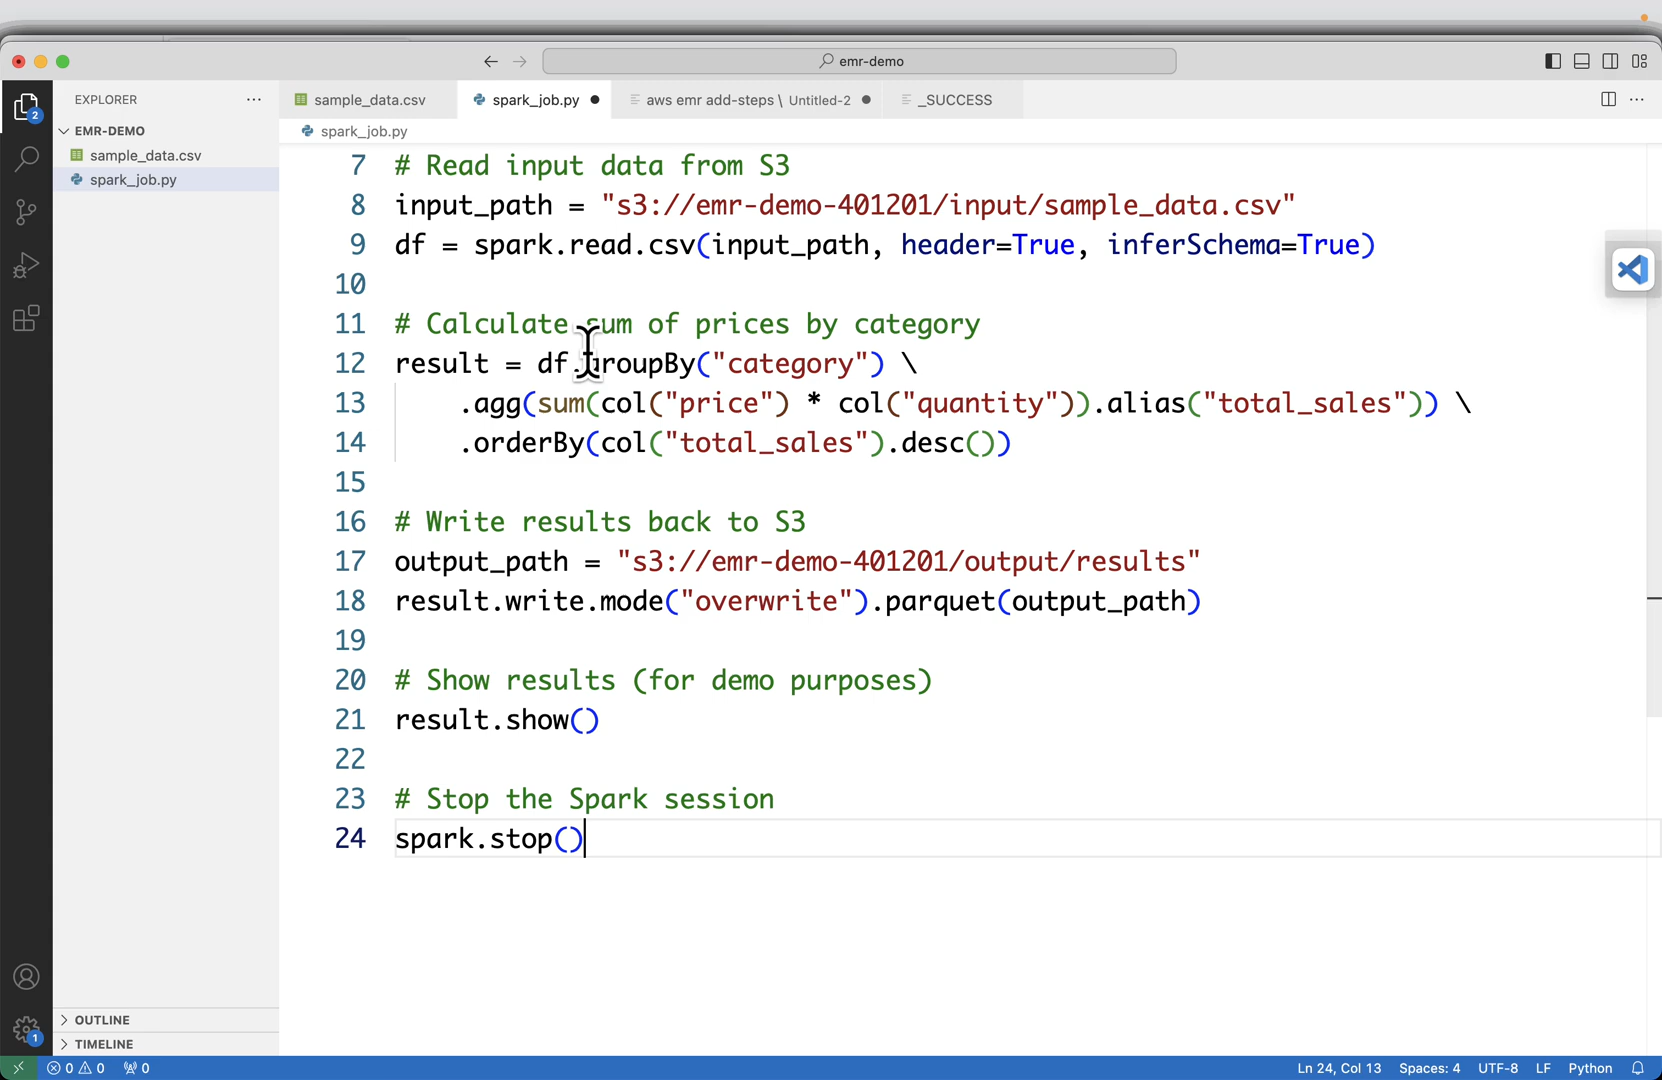 emr-demo
EXPLORER
sample_data.csv
spark_job.py
aws emr add-steps \ Untitled-2
_SUCCESS
EMR-DEMO
sample_data.csv
spark_job.py
2
spark_job.py
7 # Read input data from S3
8 input_path = "s3://emr-demo-401201/input/sample_data.csv"
9 df = spark.read.csv(input_path, header=True, inferSchema=True)
10
11 # Calculate sum of prices by category
12 result = df.groupBy("category") \
13 .agg(sum(col("price") * col("quantity")).alias("total_sales")) \
14 .orderBy(col("total_sales").desc())
15
16 # Write results back to S3
17 output_path = "s3://emr-demo-401201/output/results"
18 result.write.mode("overwrite").parquet(output_path)
19
20 # Show results (for demo purposes)
21 result.show()
22
23 # Stop the Spark session
24 spark.stop()
OUTLINE
TIMELINE
1
0 0 0
Ln 24, Col 13 Spaces: 4 UTF-8 LF Python